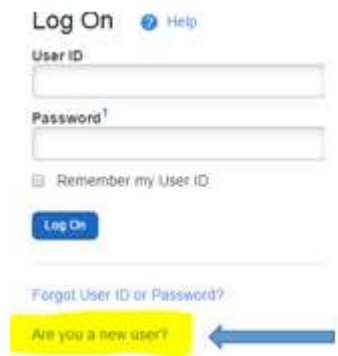 Log On ? Help
User ID
Password1
Remember my User ID
Log On
Forgot User ID or Password?
Are you a new user?